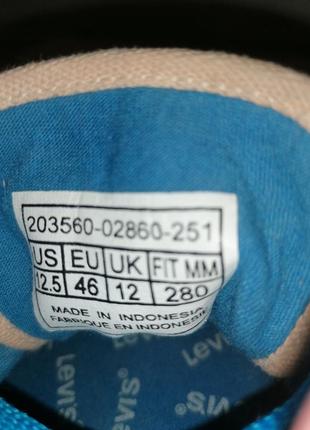 203560-02860-251
US EU UK FIT MM
12.5 46 12 280
MADE IN INDONESIA
FABRIQUE EN INDONESIE
Levi's®
LEVI'S®